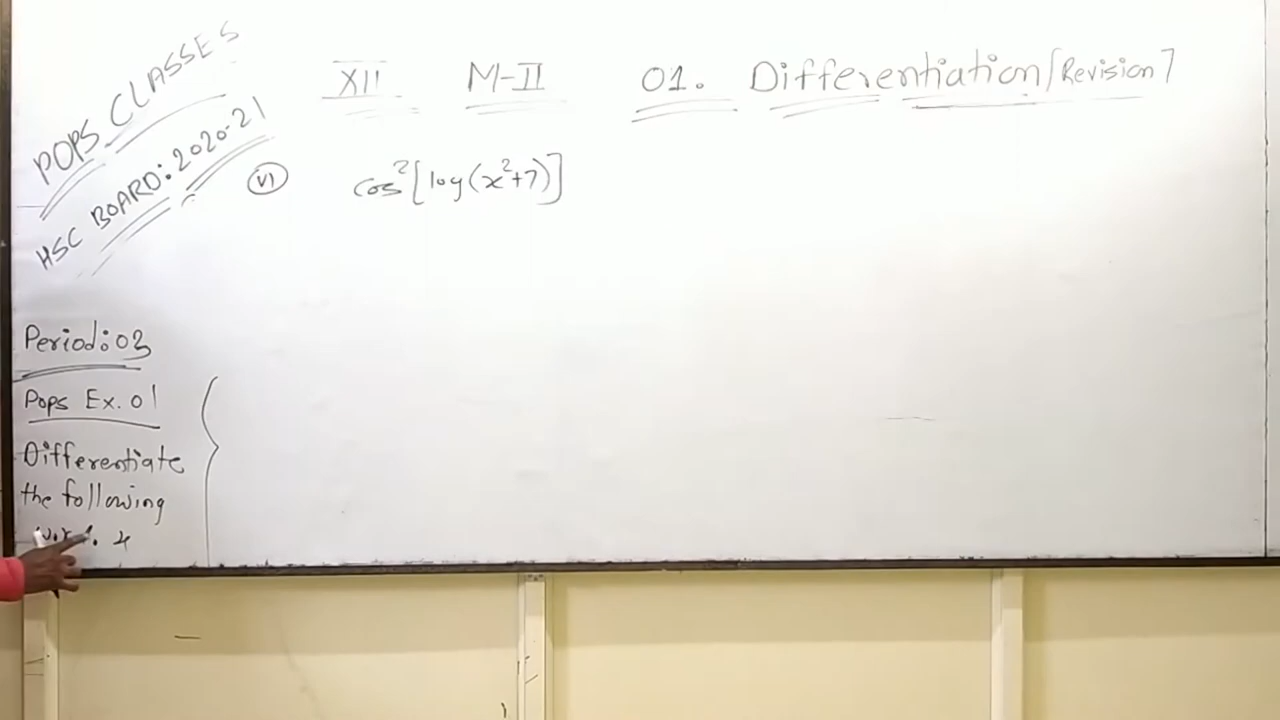 POPS CLASSES
HSC BOARD: 2020-21
XII M-II 01. Differentiation [Revision]
(VI) cos²[log(x²+7)]
Period: 03
Pops Ex. 01
Differentiate
the following
w.r.t. x